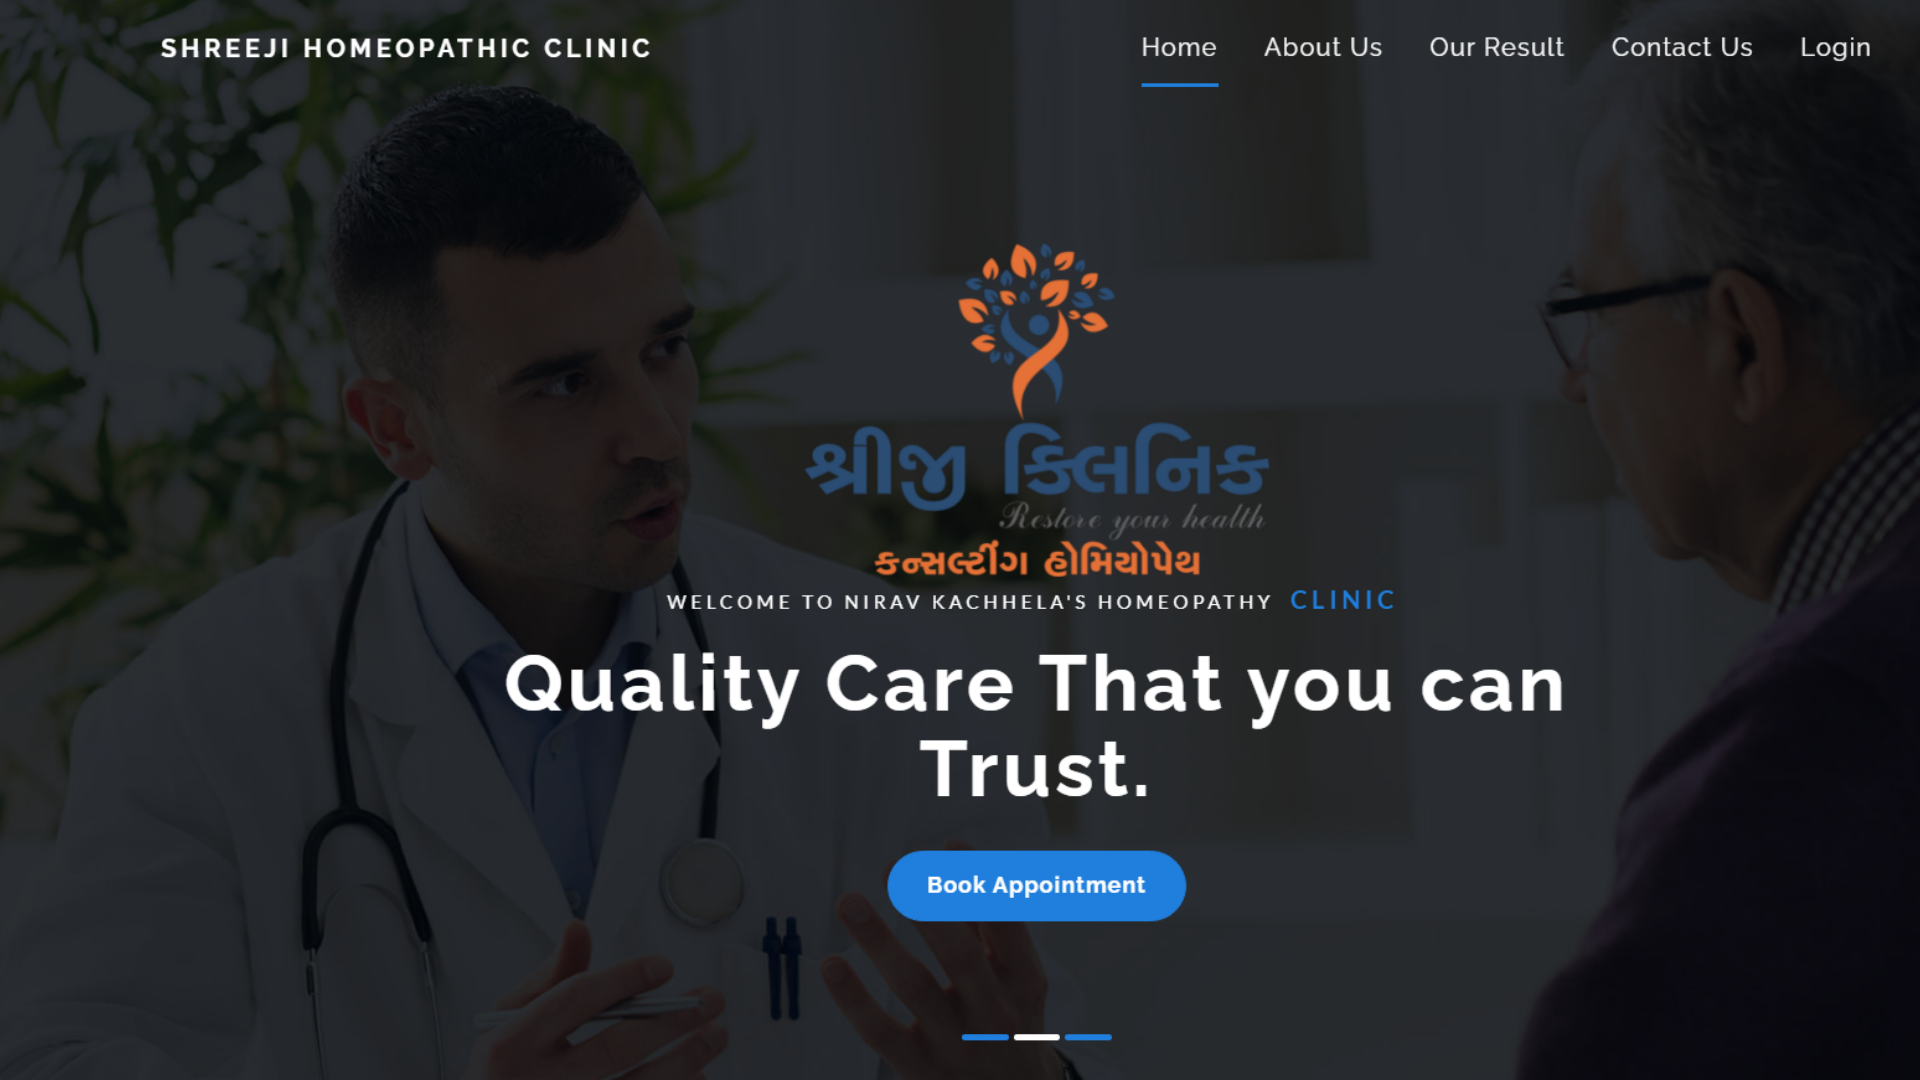 SHREEJI HOMEOPATHIC CLINIC
Home About Us Our Result Contact Us Login
શ્રીજી ક્લિનિક
Restore your health
કન્સલ્ટીંગ હોમિયોપેથ
WELCOME TO NIRAV KACHHELA'S HOMEOPATHY CLINIC
Quality Care That you can
Trust.
Book Appointment